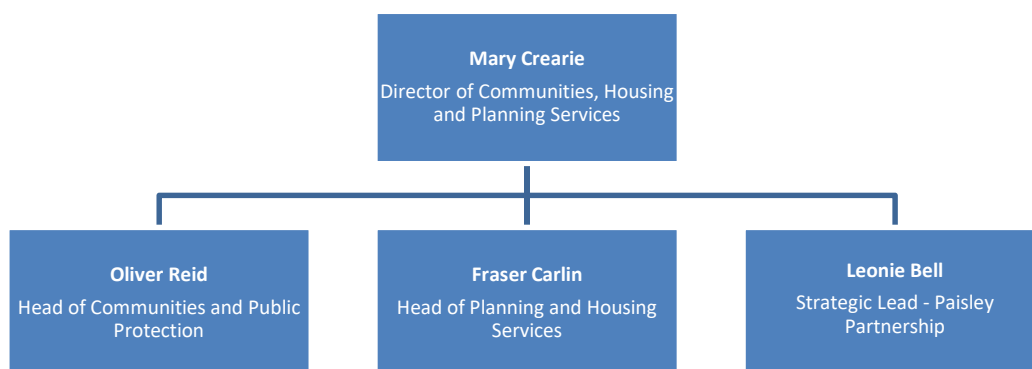 Mary Crearie
Director of Communities, Housing
and Planning Services
Oliver Reid
Head of Communities and Public
Protection
Fraser Carlin
Head of Planning and Housing
Services
Leonie Bell
Strategic Lead - Paisley
Partnership